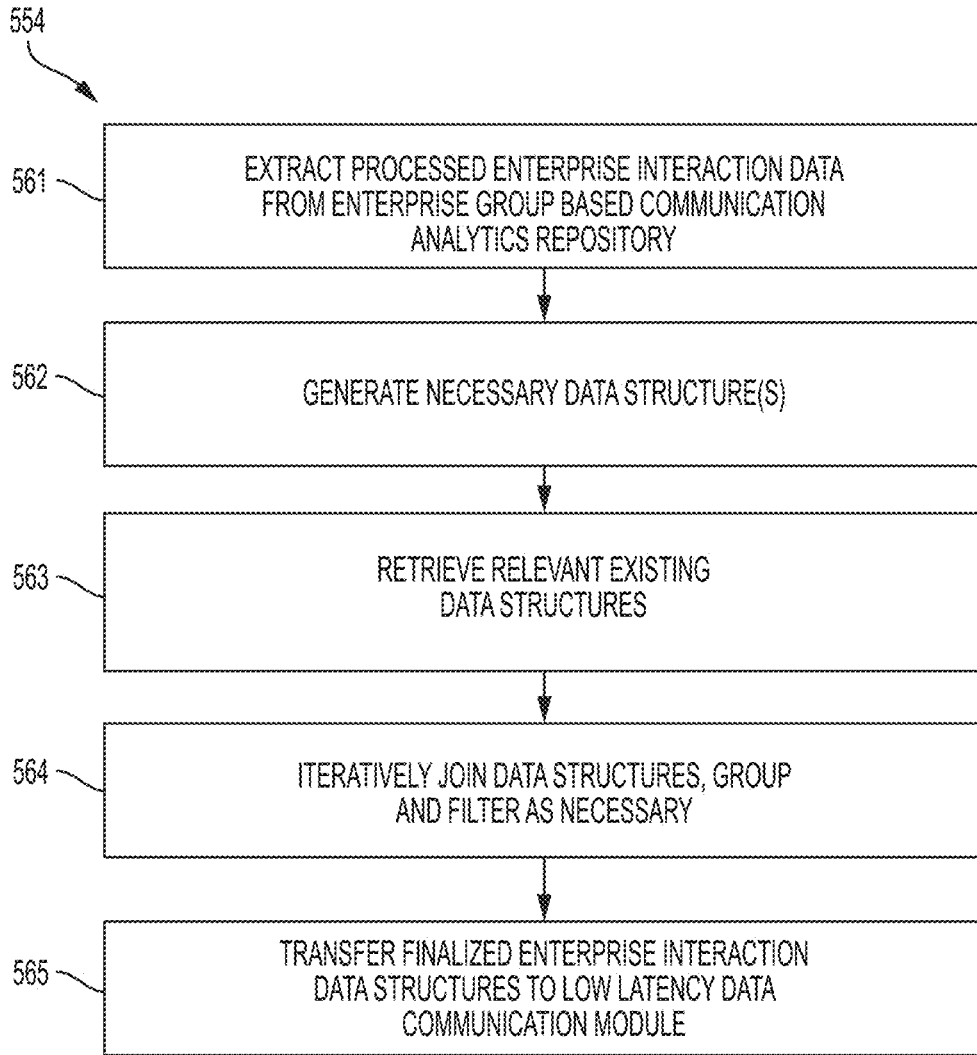 554
561
EXTRACT PROCESSED ENTERPRISE INTERACTION DATA
FROM ENTERPRISE GROUP BASED COMMUNICATION
ANALYTICS REPOSITORY
562
GENERATE NECESSARY DATA STRUCTURE(S)
563
RETRIEVE RELEVANT EXISTING
DATA STRUCTURES
564
ITERATIVELY JOIN DATA STRUCTURES, GROUP
AND FILTER AS NECESSARY
565
TRANSFER FINALIZED ENTERPRISE INTERACTION
DATA STRUCTURES TO LOW LATENCY DATA
COMMUNICATION MODULE